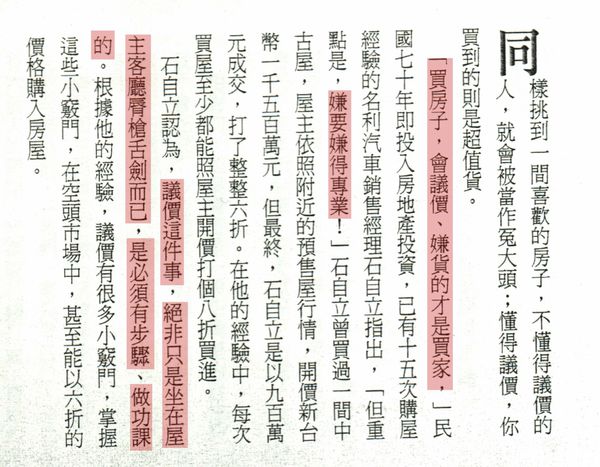 同樣挑到一間喜歡的房子，不懂得議價的
人，就會被當作冤大頭；懂得議價，你
買到的則是超值貨。
「買房子，會議價、嫌貨的才是買家，」民
國七十年即投入房地產投資，已有十五次購屋
經驗的名利汽車銷售經理石自立指出，「但重
點是，嫌要嫌得專業！」石自立曾買過一間中
古屋，屋主依照附近的預售屋行情，開價新台
幣一千五百萬元，但最終，石自立是以九百萬
元成交，打了整整六折。在他的經驗中，每次
買屋至少都能照屋主開價打個八折買進。
石自立認為，議價這件事，絕非只是坐在屋
主客廳脣槍舌劍而已，是必須有步驟、做功課
的。根據他的經驗，議價有很多小竅門，掌握
這些小竅門，在空頭市場中，甚至能以六折的
價格購入房屋。